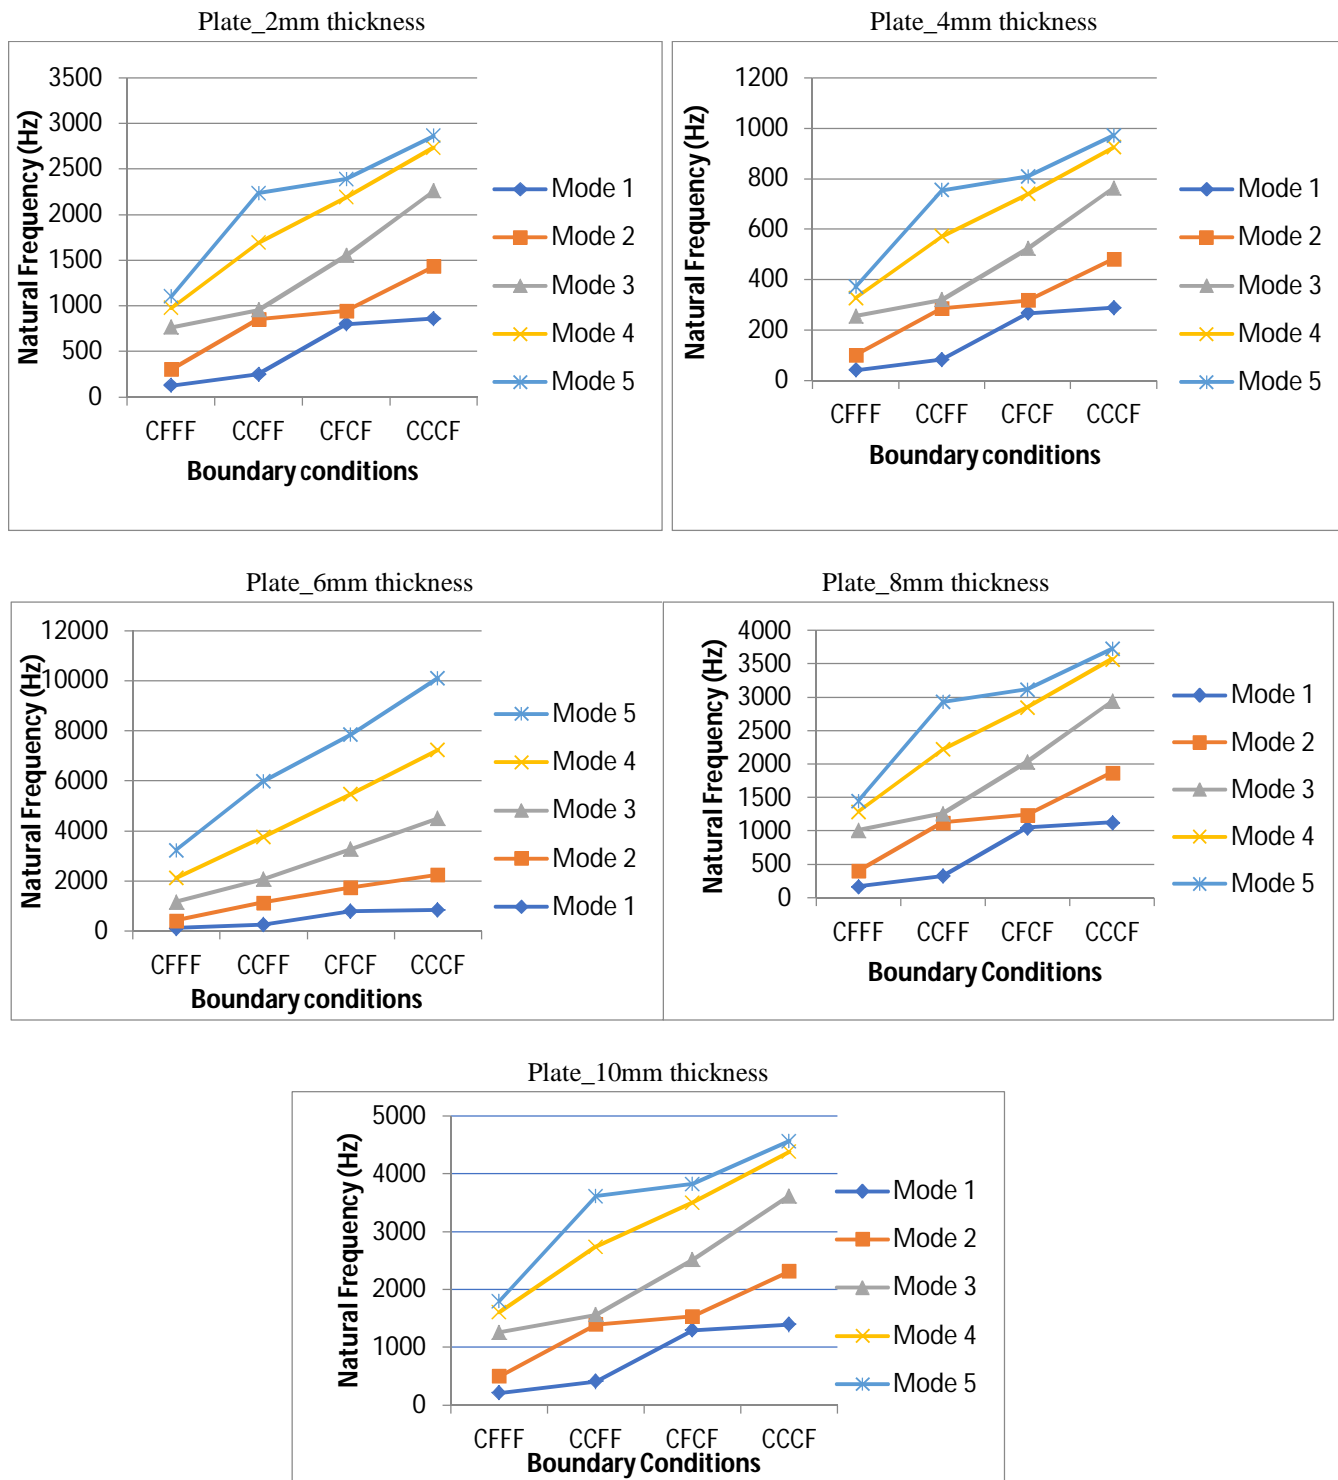 Plate_2mm thickness
3500
3000
2500
2000
1500
1000
500
0
Natural Frequency (Hz)
CFFF CCFF CFCF CCCF
Boundary conditions
Mode 1
Mode 2
Mode 3
Mode 4
Mode 5
Plate_4mm thickness
1200
1000
800
600
400
200
0
Natural Frequency (Hz)
CFFF CCFF CFCF CCCF
Boundary conditions
Mode 1
Mode 2
Mode 3
Mode 4
Mode 5
Plate_6mm thickness
12000
10000
8000
6000
4000
2000
0
Natural Frequency (Hz)
CFFF CCFF CFCF CCCF
Boundary conditions
Mode 5
Mode 4
Mode 3
Mode 2
Mode 1
Plate_8mm thickness
4000
3500
3000
2500
2000
1500
1000
500
0
Natural Frequency (Hz)
CFFF CCFF CFCF CCCF
Boundary Conditions
Mode 1
Mode 2
Mode 3
Mode 4
Mode 5
Plate_10mm thickness
5000
4000
3000
2000
1000
0
Natural Frequency (Hz)
CFFF CCFF CFCF CCCF
Boundary Conditions
Mode 1
Mode 2
Mode 3
Mode 4
Mode 5